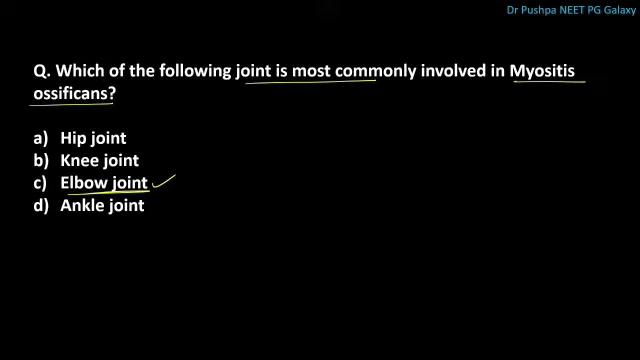 Dr Pushpa NEET PG Galaxy
Q. Which of the following joint is most commonly involved in Myositis
ossificans?
a) Hip joint
b) Knee joint
c) Elbow joint
d) Ankle joint